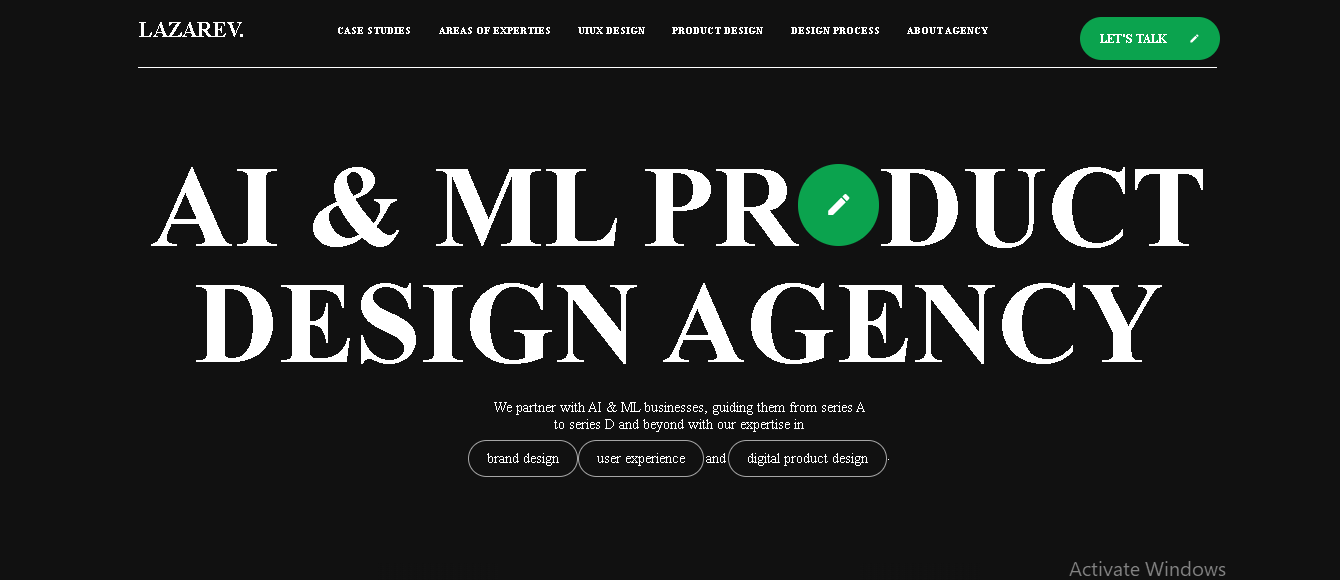 LAZAREV.
CASE STUDIES AREAS OF EXPERTIES UIUX DESIGN PRODUCT DESIGN DESIGN PROCESS ABOUT AGENCY
LET'S TALK
AI & ML PR DUCT
DESIGN AGENCY
We partner with AI & ML businesses, guiding them from series A
to series D and beyond with our expertise in
brand design user experience and digital product design .
Activate Windows